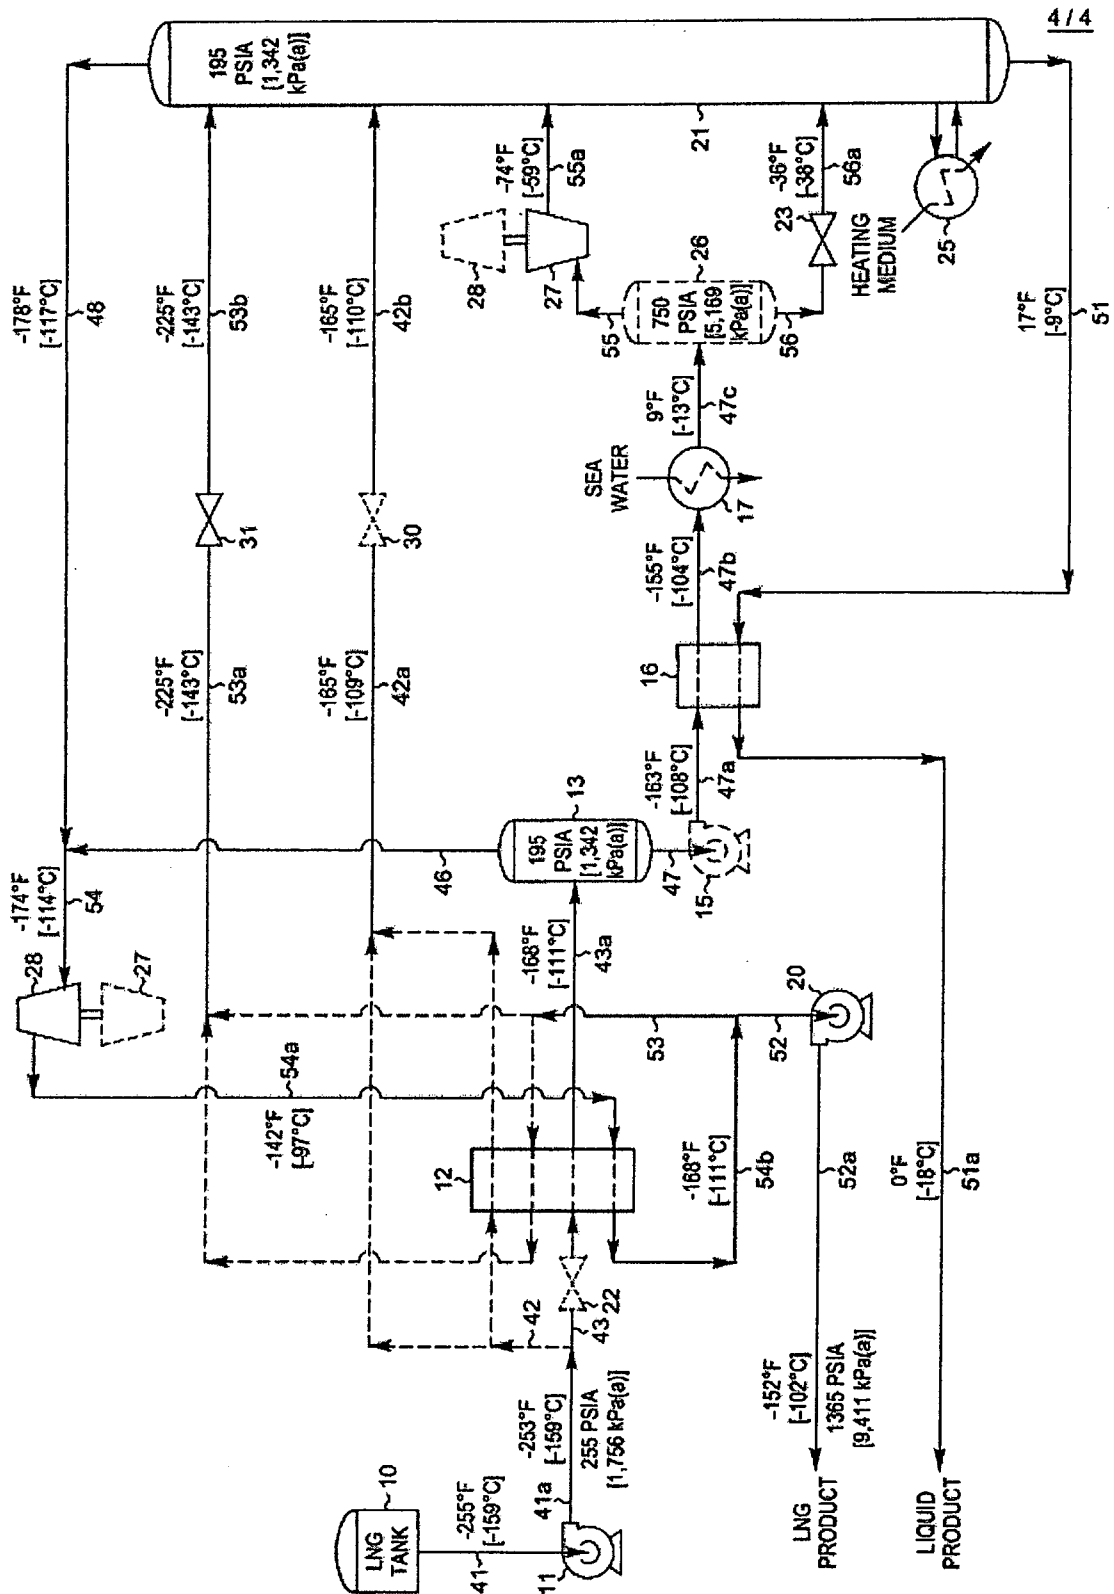 4 / 4
-178°F
[-117°C]
48
-225°F
[-143°C]
53b
-165°F
[-110°C]
42b
195
PSIA
[1,342
kPa(a)]
21
-74°F
[-59°C]
55a
28
27
-36°F
[-38°C]
56a
23
HEATING
MEDIUM
25
26
750
PSIA
[5,169
kPa(a)]
55
56
17°F
[-9°C]
51
9°F
[-13°C]
47c
SEA
WATER
17
-155°F
[-104°C]
47b
16
-163°F
[-108°C]
47a
31
30
-225°F
[-143°C]
53a
-165°F
[-109°C]
42a
13
195
PSIA
[1,342
kPa(a)]
46
47
15
-174°F
[-114°C]
54
28
27
54a
-142°F
[-97°C]
-168°F
[-111°C]
43a
53
52
20
12
-168°F
[-111°C]
54b
52a
0°F
[-18°C]
51a
42
43
22
-253°F
[-159°C]
41a
255 PSIA
[1,756 kPa(a)]
10
LNG
TANK
-255°F
[-159°C]
41
11
-152°F
[-102°C]
1365 PSIA
[9,411 kPa(a)]
LNG
PRODUCT
LIQUID
PRODUCT